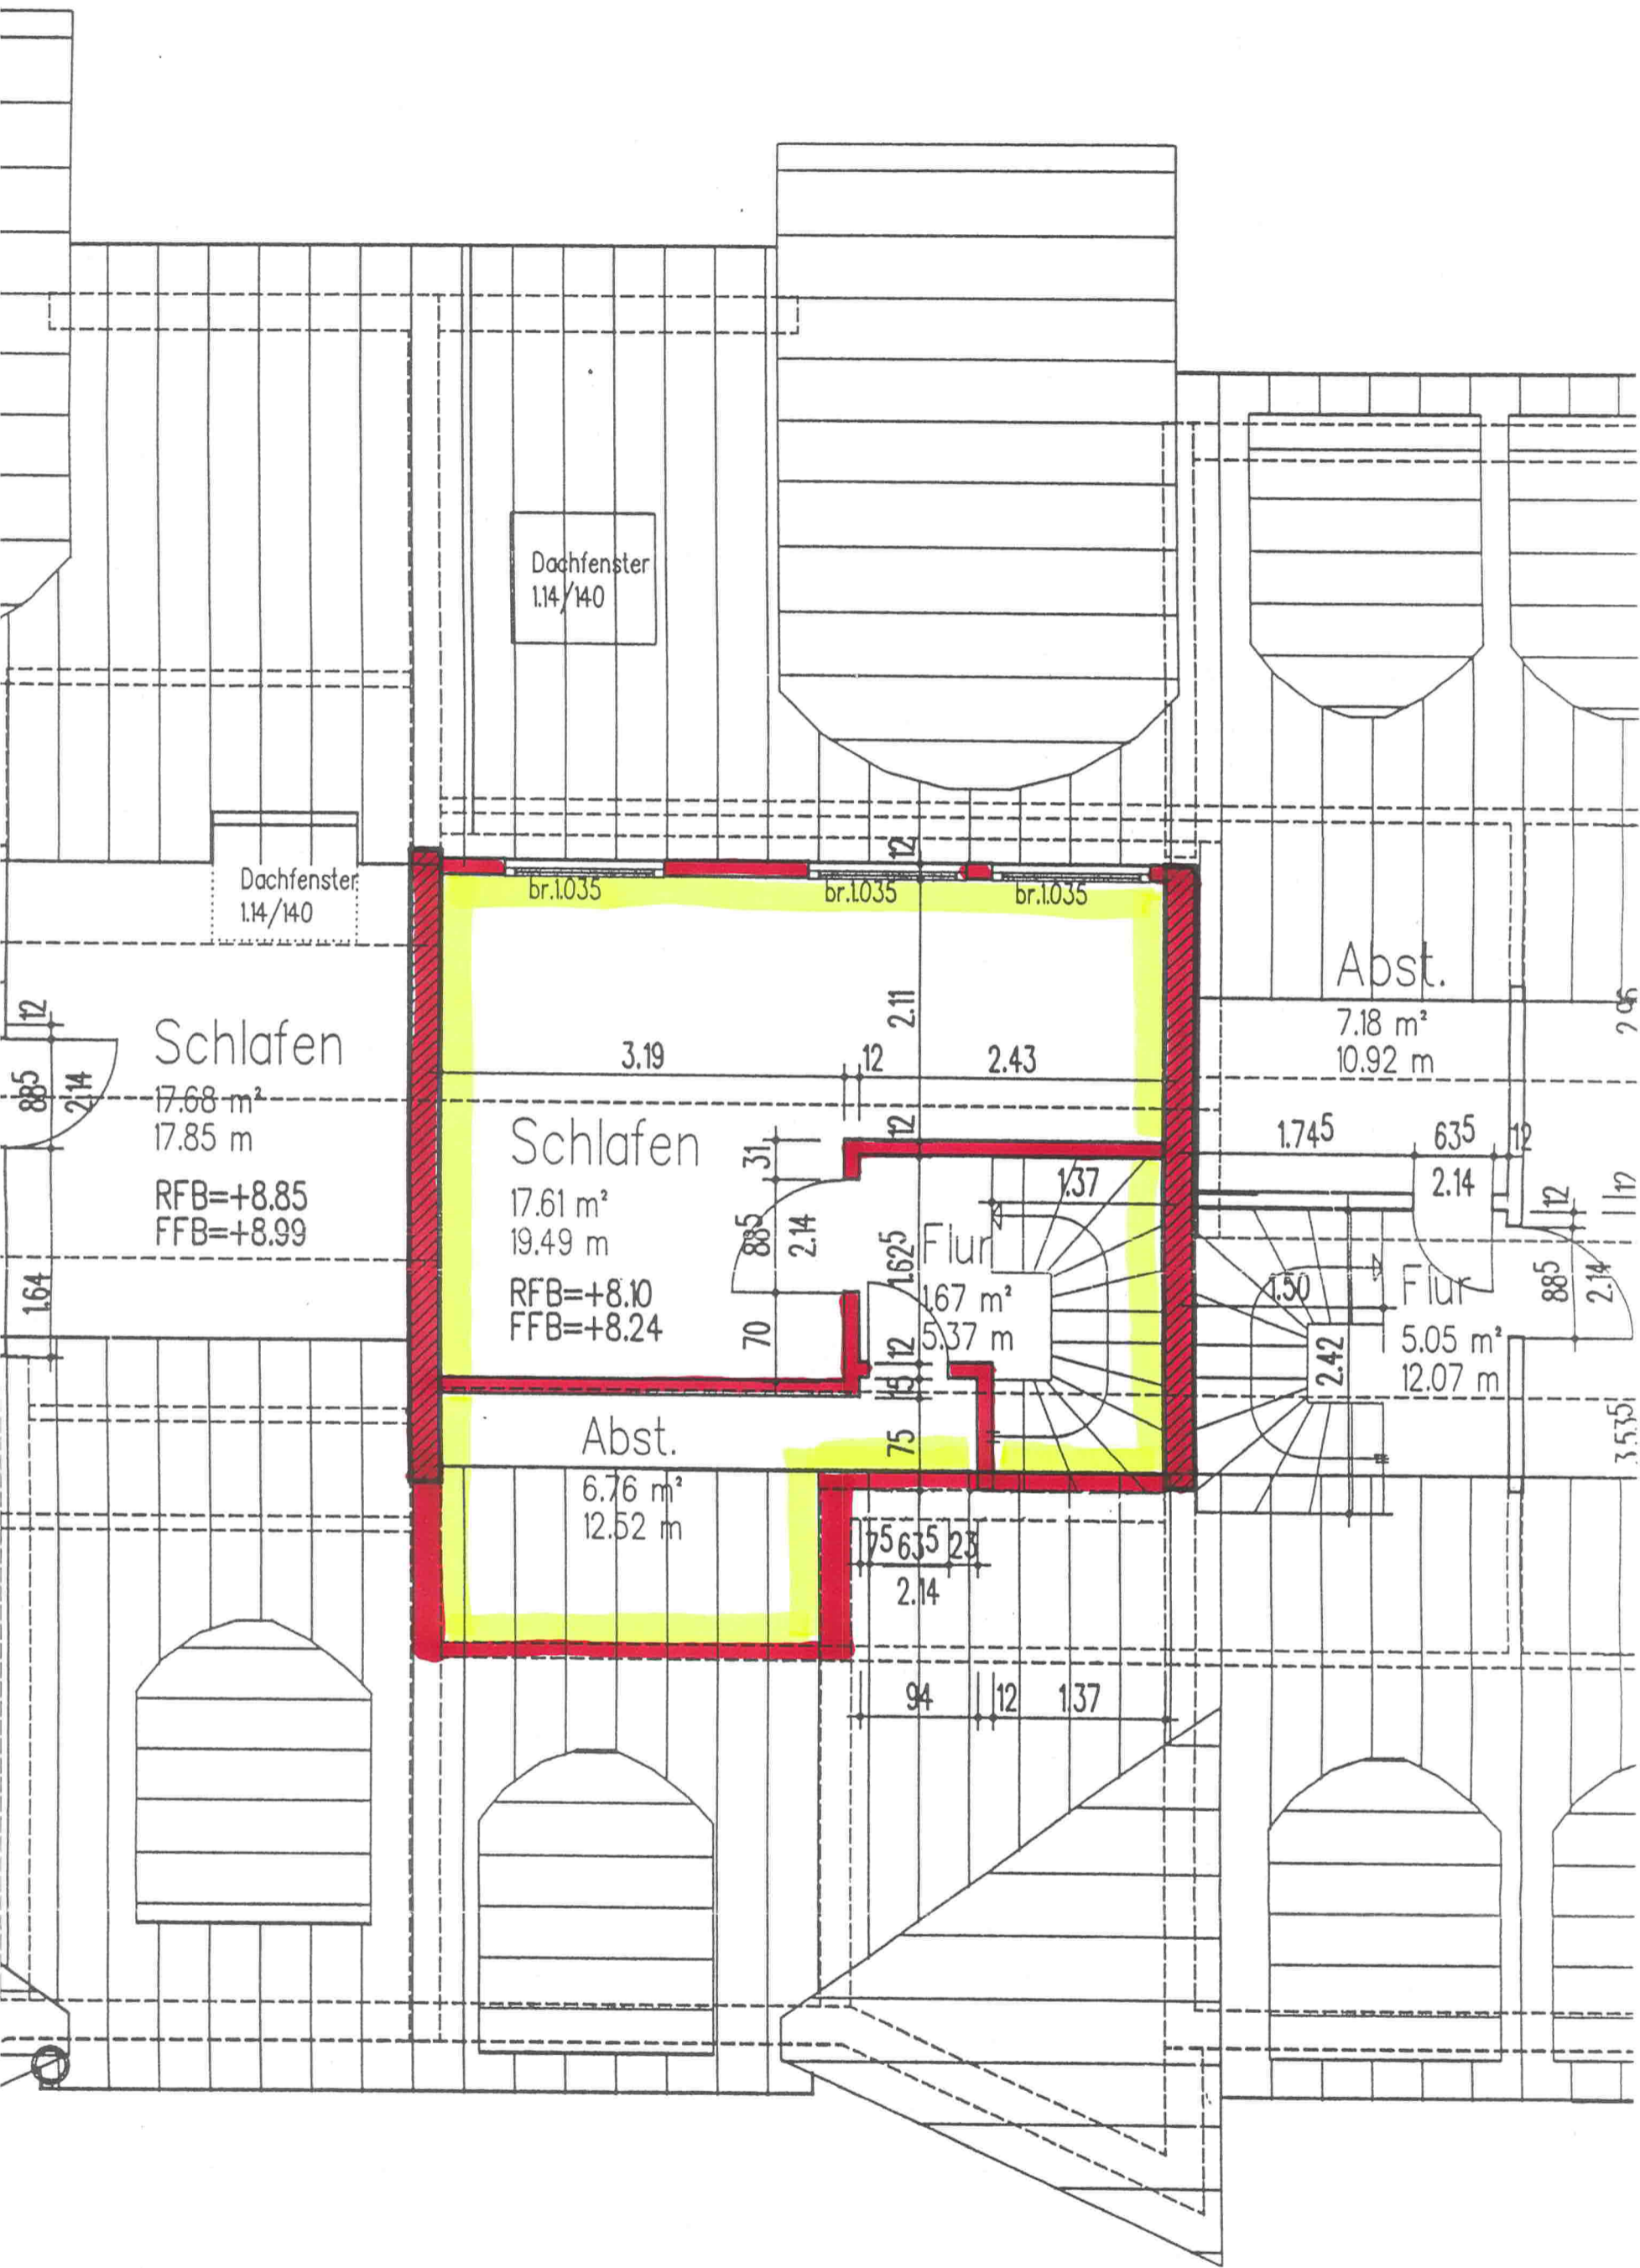 Dachfenster
1.14/140
12
br.1.035
br.1.035
br.1.035
Dachfenster
1.14/140
Abst.
7.18 m²
10.92 m
12
2.11
Schlafen
17.68 m²
17.85 m
RFB=+8.85
FFB=+8.99
885
2.14
1.64
3.19
12
2.43
12
Schlafen
17.61 m²
19.49 m
RFB=+8.10
FFB=+8.24
31
885
2.14
70
1.37
1.625
Flur
1.67 m²
5.37 m
12
15
75
1.745
635
12
2.14
12
12
1.50
2.42
Flur
5.05 m²
12.07 m
885
2.14
3.535
Abst.
6.76 m²
12.52 m
75
635
23
2.14
94
12
1.37